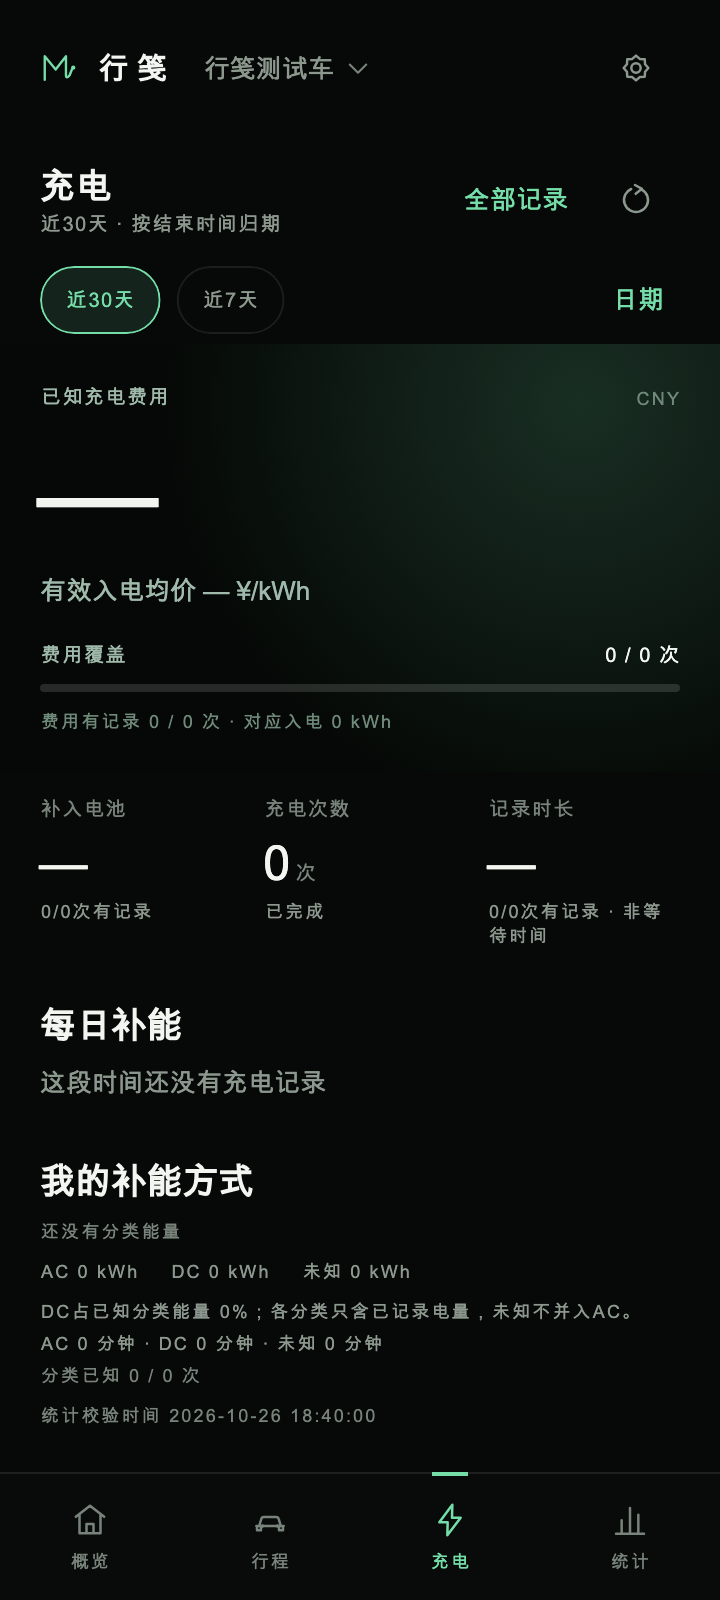 行笺 行笺测试车
充电 全部记录
近30天 · 按结束时间归期
近30天 近7天 日期
已知充电费用 CNY
—
有效入电均价 — ¥/kWh
费用覆盖 0 / 0 次
费用有记录 0 / 0 次 · 对应入电 0 kWh
补入电池 充电次数 记录时长
— 0 次 —
0/0次有记录 已完成 0/0次有记录 · 非等
待时间
每日补能
这段时间还没有充电记录
我的补能方式
还没有分类能量
AC 0 kWh DC 0 kWh 未知 0 kWh
DC占已知分类能量 0%；各分类只含已记录电量，未知不并入AC。
AC 0 分钟 · DC 0 分钟 · 未知 0 分钟
分类已知 0 / 0 次
统计校验时间 2026-10-26 18:40:00
概览 行程 充电 统计